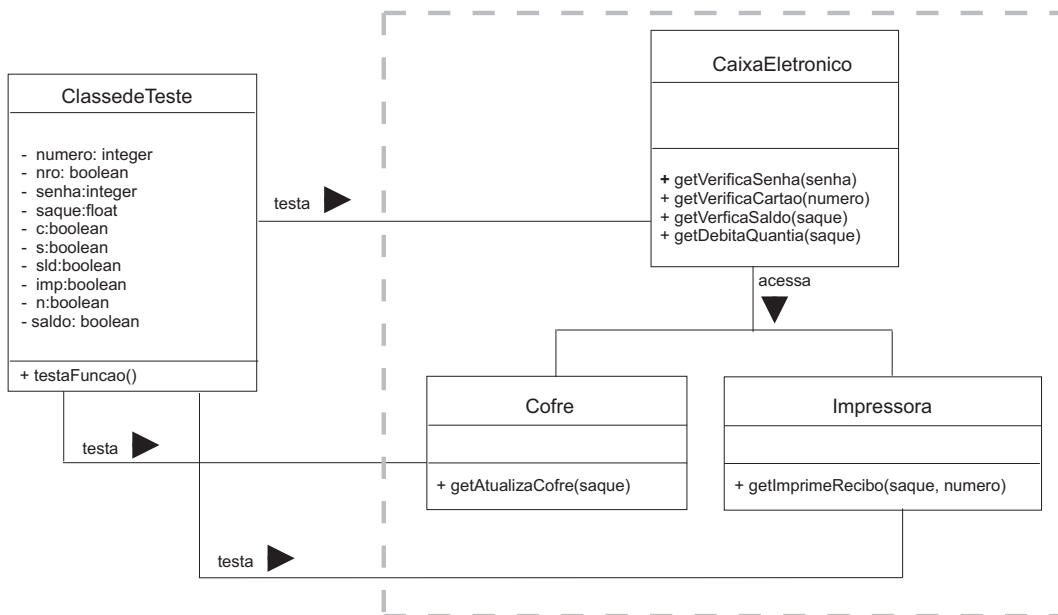 ClassedeTeste
- numero: integer
- nro: boolean
- senha:integer
- saque:float
- c:boolean
- s:boolean
- sld:boolean
- imp:boolean
- n:boolean
- saldo: boolean
+ testaFuncao()
testa
CaixaEletronico
+ getVerificaSenha(senha)
+ getVerificaCartao(numero)
+ getVerficaSaldo(saque)
+ getDebitaQuantia(saque)
acessa
testa
Cofre
+ getAtualizaCofre(saque)
Impressora
+ getImprimeRecibo(saque, numero)
testa